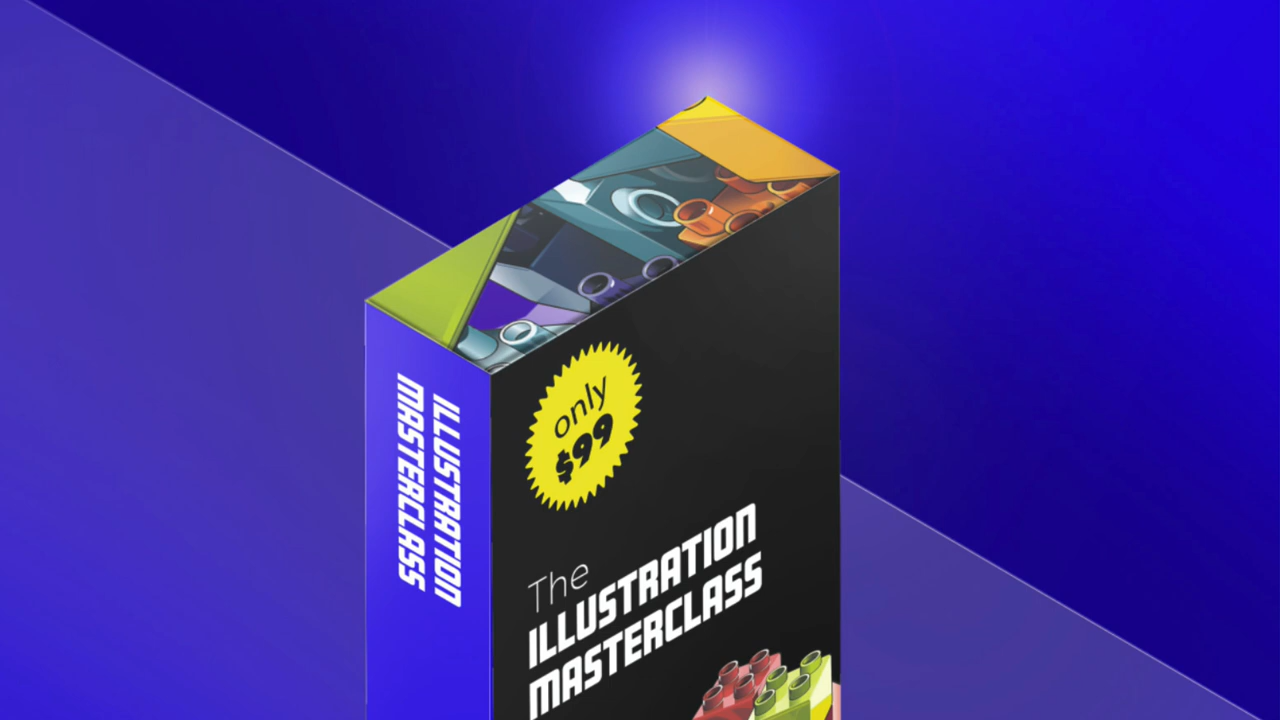 ILLUSTRATION
MASTERCLASS
only
$99
The
ILLUSTRATION
MASTERCLASS